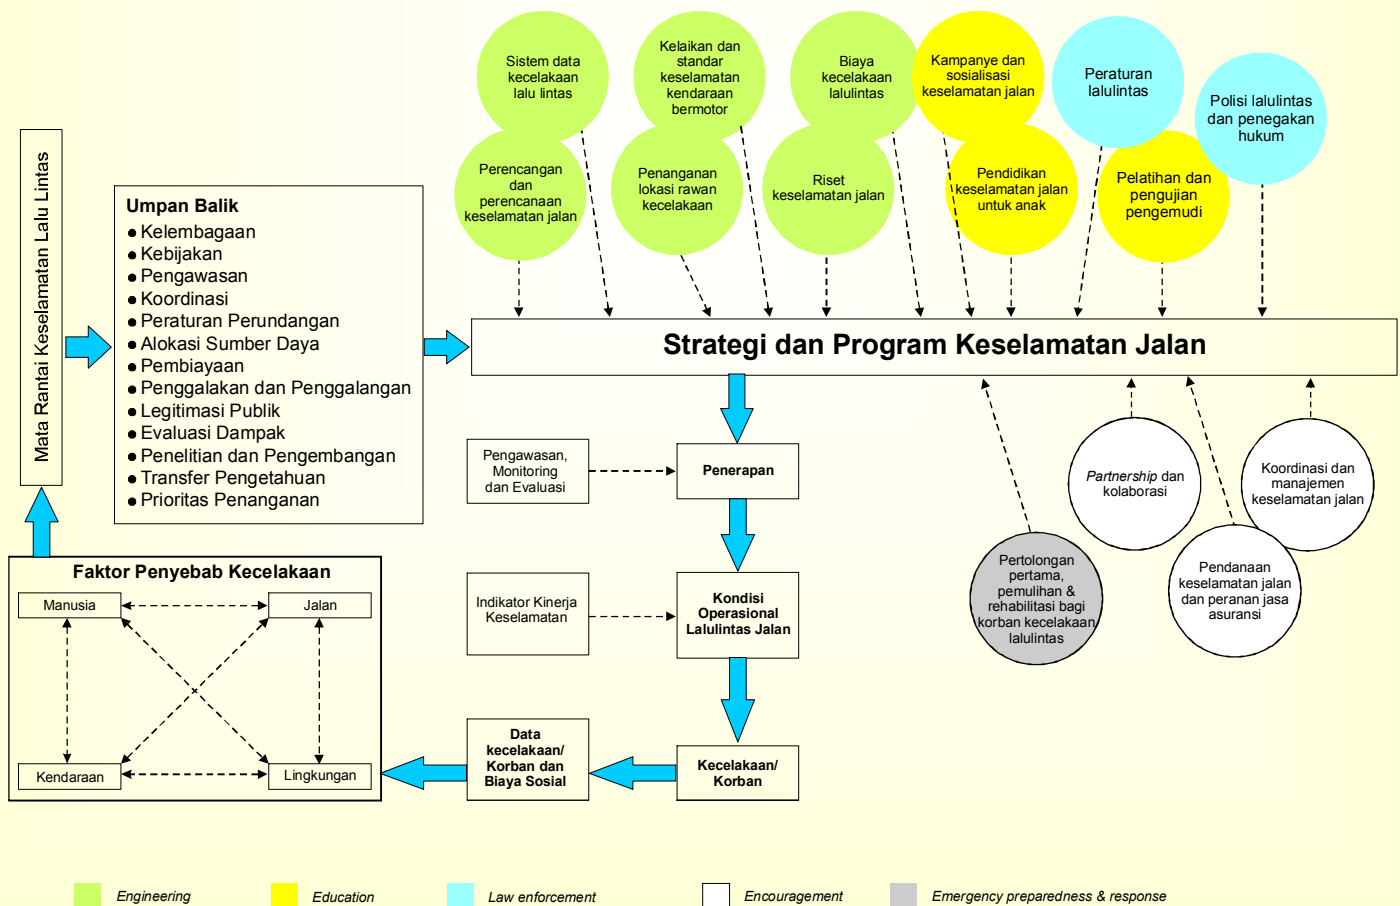 Sistem data
kecelakaan
lalu lintas
Kelaikan dan
standar
keselamatan
kendaraan
bermotor
Biaya
kecelakaan
lalulintas
Kampanye dan
sosialisasi
keselamatan jalan
Peraturan
lalulintas
Polisi lalulintas
dan penegakan
hukum
Perencangan
dan
perencanaan
keselamatan jalan
Penanganan
lokasi rawan
kecelakaan
Riset
keselamatan jalan
Pendidikan
keselamatan jalan
untuk anak
Pelatihan dan
pengujian
pengemudi
Mata Rantai Keselamatan Lalu Lintas
Umpan Balik
● Kelembagaan
● Kebijakan
● Pengawasan
● Koordinasi
● Peraturan Perundangan
● Alokasi Sumber Daya
● Pembiayaan
● Penggalakan dan Penggalangan
● Legitimasi Publik
● Evaluasi Dampak
● Penelitian dan Pengembangan
● Transfer Pengetahuan
● Prioritas Penanganan
Strategi dan Program Keselamatan Jalan
Pengawasan,
Monitoring
dan Evaluasi
Penerapan
Partnership dan
kolaborasi
Koordinasi dan
manajemen
keselamatan jalan
Pertolongan
pertama,
pemulihan &
rehabilitasi bagi
korban kecelakaan
lalulintas
Pendanaan
keselamatan jalan
dan peranan jasa
asuransi
Faktor Penyebab Kecelakaan
Manusia
Jalan
Kendaraan
Lingkungan
Indikator Kinerja
Keselamatan
Kondisi
Operasional
Lalulintas Jalan
Data
kecelakaan/
Korban dan
Biaya Sosial
Kecelakaan/
Korban
Engineering
Education
Law enforcement
Encouragement
Emergency preparedness & response